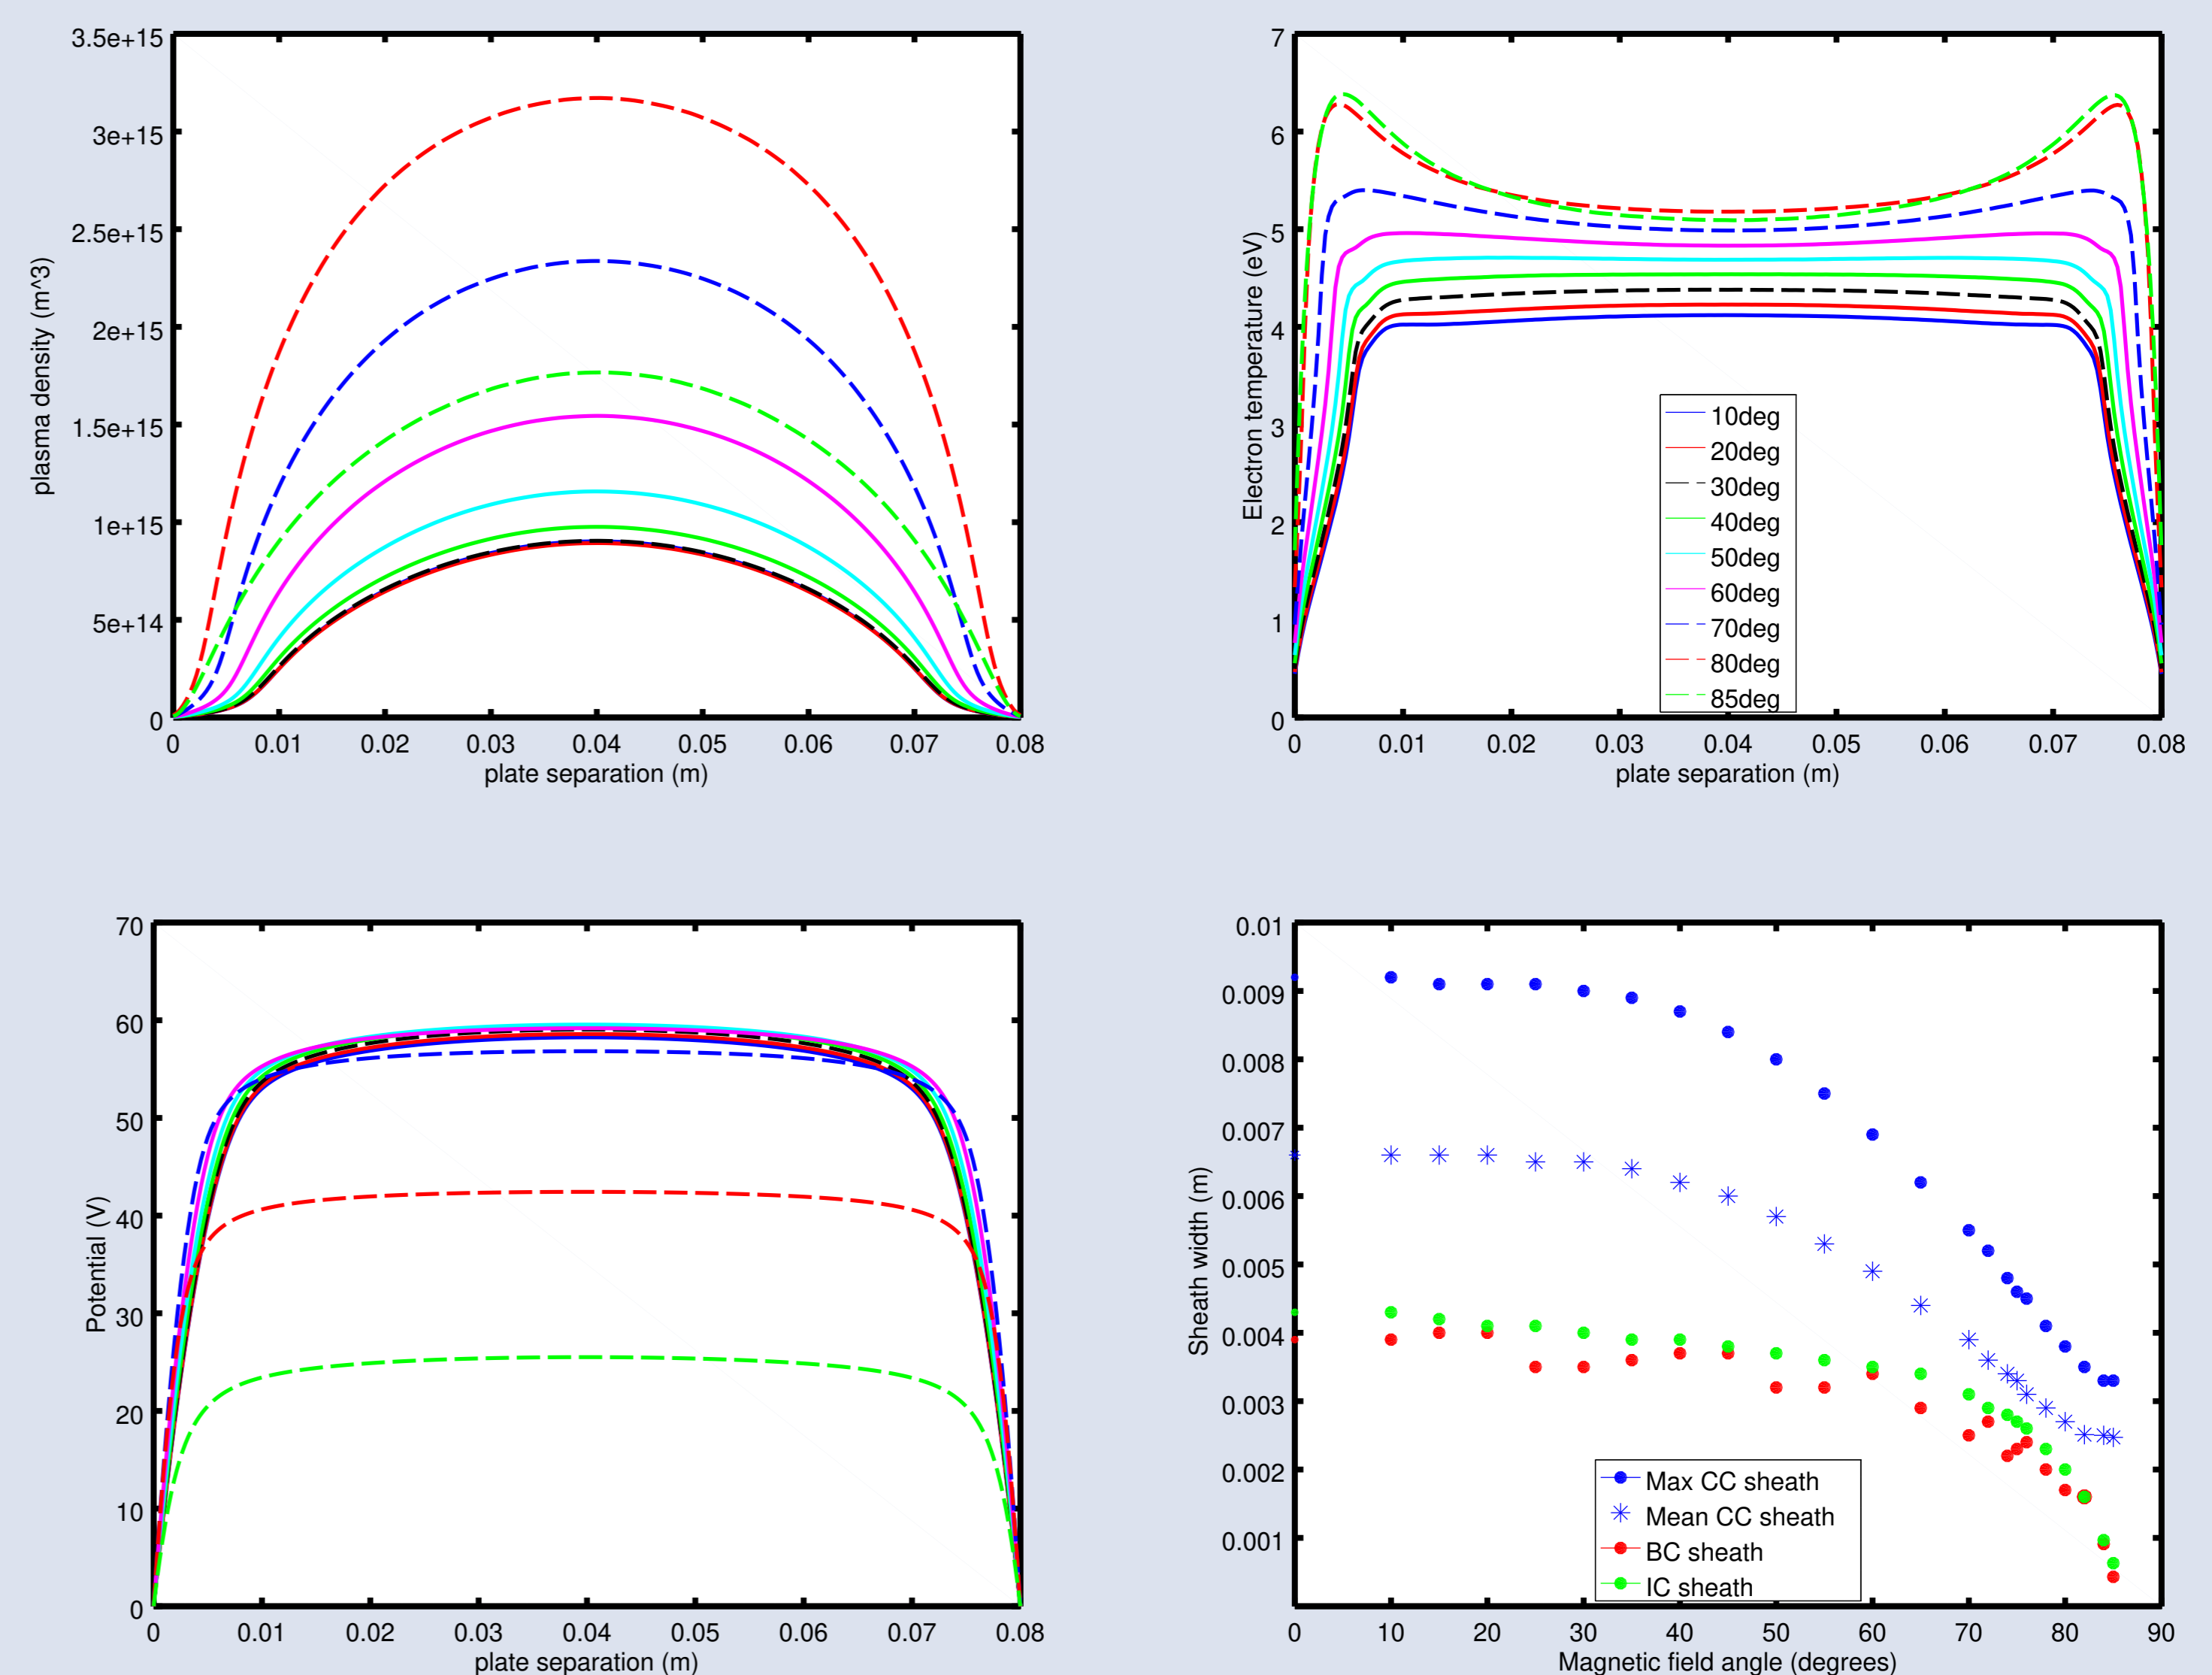 3.5e+15
3e+15
2.5e+15
2e+15
1.5e+15
1e+15
5e+14
0
plasma density (m^3)
0 0.01 0.02 0.03 0.04 0.05 0.06 0.07 0.08
plate separation (m)
7
6
5
4
3
2
1
0
Electron temperature (eV)
10deg
20deg
30deg
40deg
50deg
60deg
70deg
80deg
85deg
0 0.01 0.02 0.03 0.04 0.05 0.06 0.07 0.08
plate separation (m)
70
60
50
40
30
20
10
0
Potential (V)
0 0.01 0.02 0.03 0.04 0.05 0.06 0.07 0.08
plate separation (m)
0.01
0.009
0.008
0.007
0.006
0.005
0.004
0.003
0.002
0.001
Sheath width (m)
Max CC sheath
Mean CC sheath
BC sheath
IC sheath
0 10 20 30 40 50 60 70 80 90
Magnetic field angle (degrees)